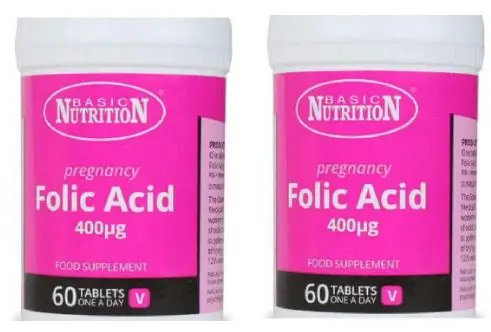 BASIC
NUTRITION
pregnancy
Folic Acid
400µg
FOOD SUPPLEMENT
60 TABLETS
ONE A DAY
V
BASIC
NUTRITION
pregnancy
Folic Acid
400µg
FOOD SUPPLEMENT
60 TABLETS
ONE A DAY
V